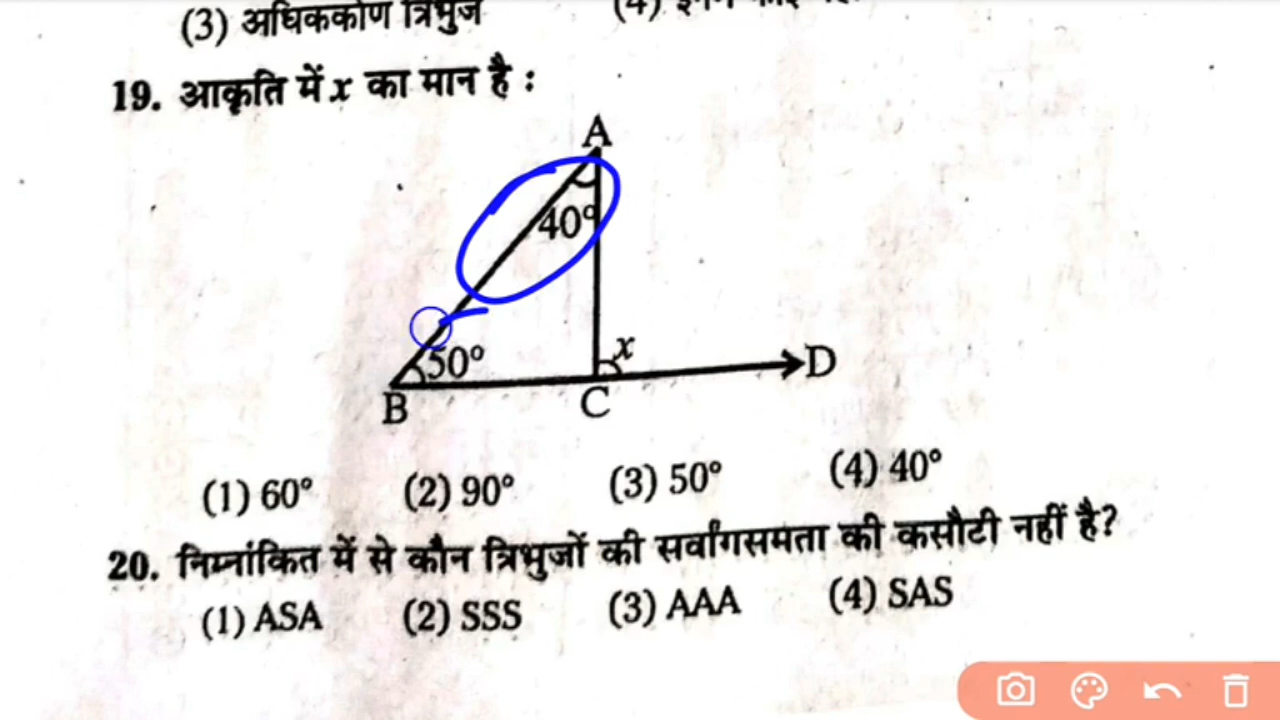 (3) अधिककोण त्रिभुज (4)
19. आकृति में x का मान है :
A
40°
50°
x
D
B
C
(1) 60° (2) 90° (3) 50° (4) 40°
20. निम्नांकित में से कौन त्रिभुजों की सर्वांगसमता की कसौटी नहीं है?
(1) ASA (2) SSS (3) AAA (4) SAS